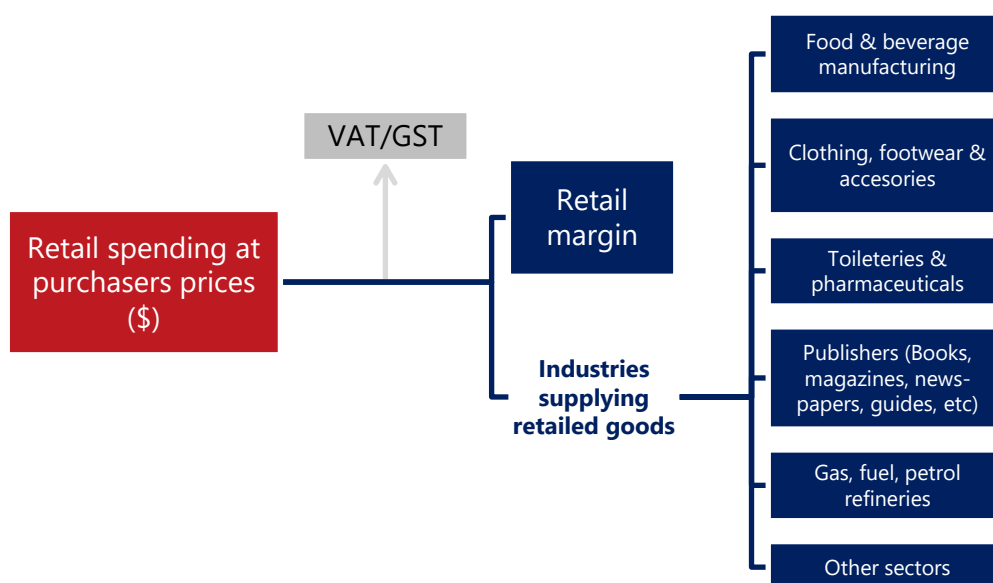 Retail spending at
purchasers prices
($)
VAT/GST
Retail
margin
Industries
supplying
retailed goods
Food & beverage
manufacturing
Clothing, footwear &
accesories
Toileteries &
pharmaceuticals
Publishers (Books,
magazines, news-
papers, guides, etc)
Gas, fuel, petrol
refineries
Other sectors